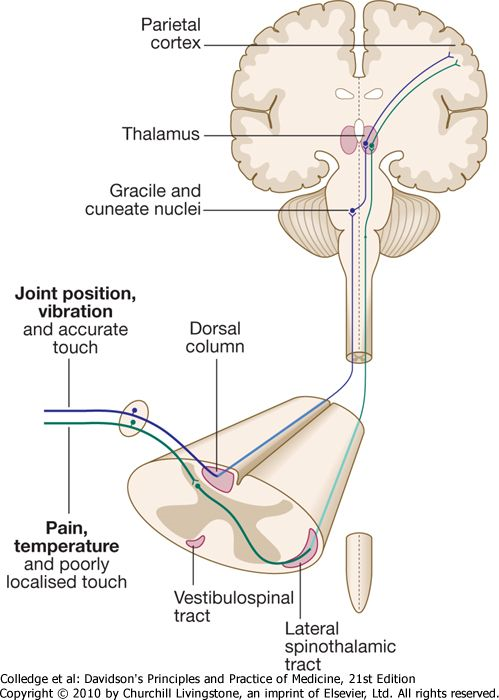 Parietal
cortex
Thalamus
Gracile and
cuneate nuclei
Joint position,
vibration
and accurate
touch
Dorsal
column
Pain,
temperature
and poorly
localised touch
Vestibulospinal
tract
Lateral
spinothalamic
tract
Colledge et al: Davidson's Principles and Practice of Medicine, 21st Edition
Copyright © 2010 by Churchill Livingstone, an imprint of Elsevier, Ltd. All rights reserved.